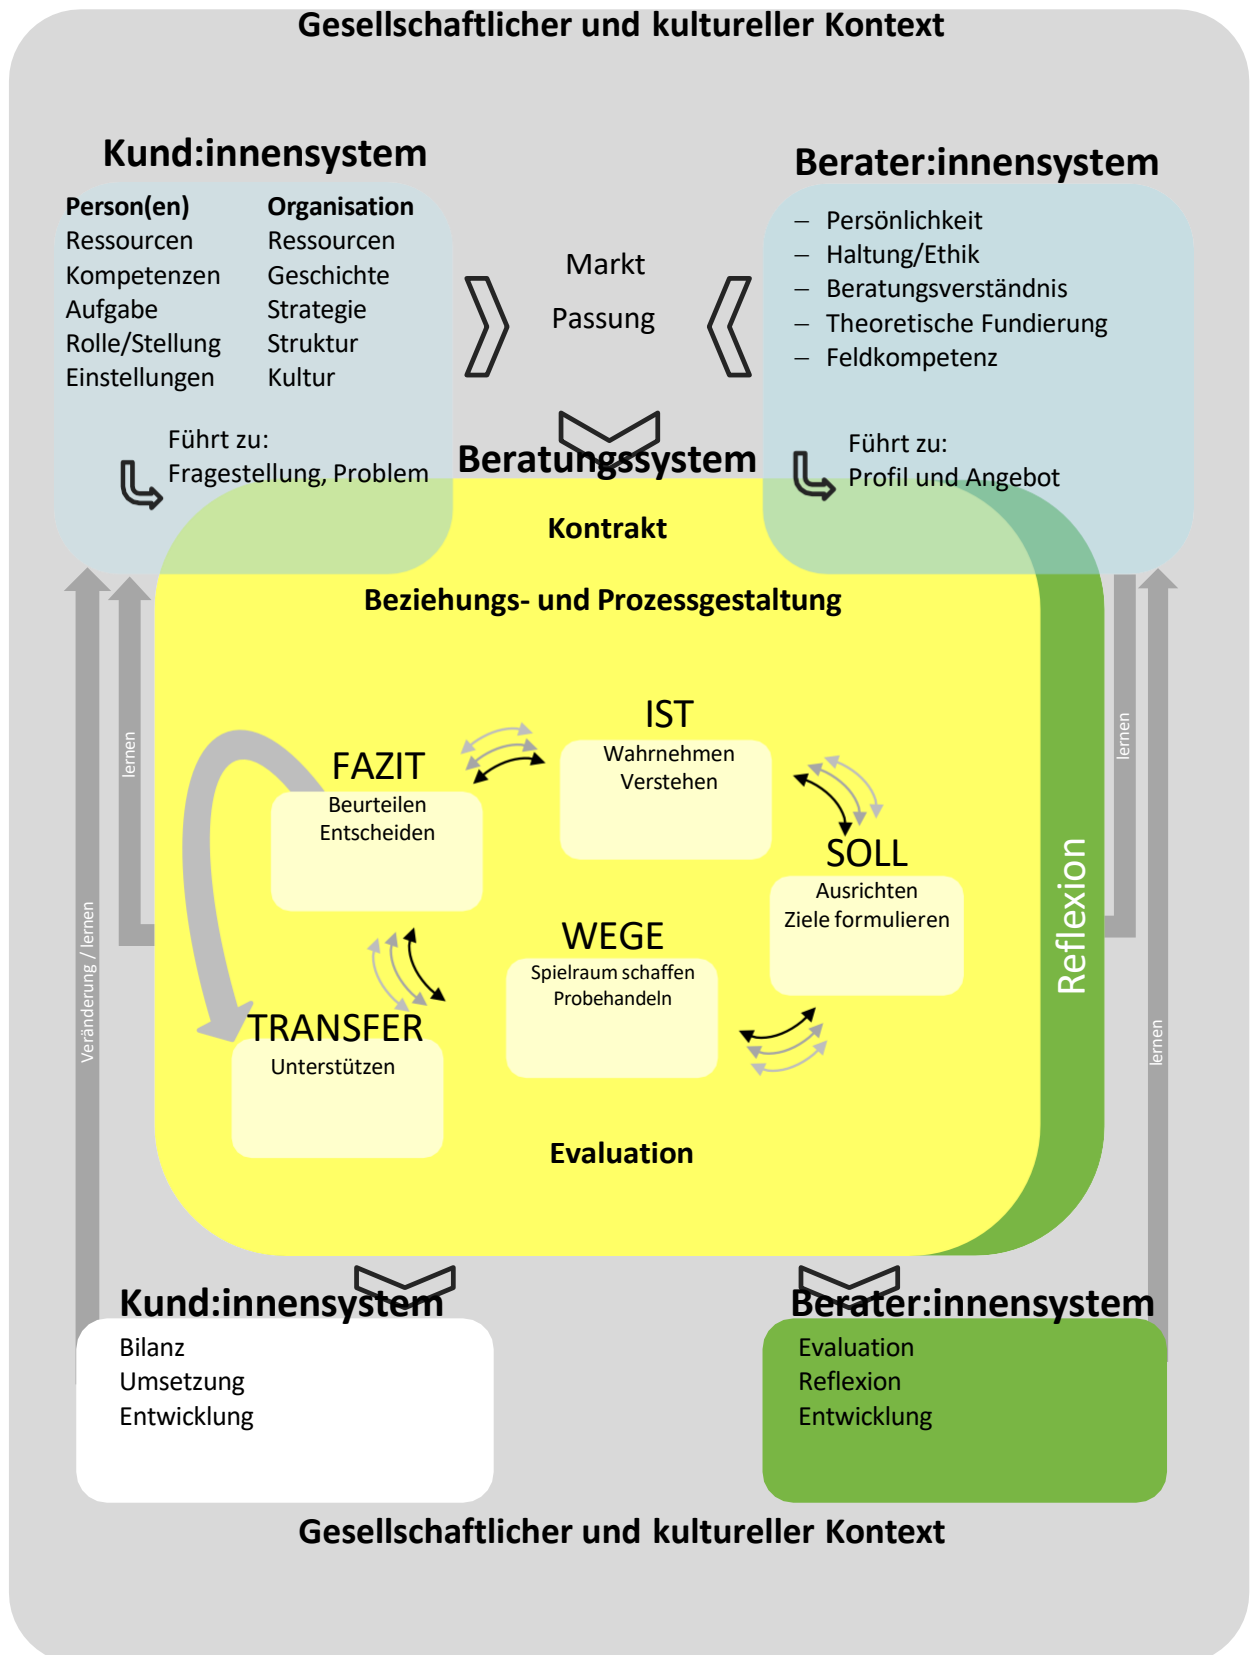 Gesellschaftlicher und kultureller Kontext
Kund:innensystem
Person(en)
Ressourcen
Kompetenzen
Aufgabe
Rolle/Stellung
Einstellungen
Organisation
Ressourcen
Geschichte
Strategie
Struktur
Kultur
Führt zu:
Fragestellung, Problem
Markt
Passung
Berater:innensystem
– Persönlichkeit
– Haltung/Ethik
– Beratungsverständnis
– Theoretische Fundierung
– Feldkompetenz
Führt zu:
Profil und Angebot
Beratungssystem
Kontrakt
Beziehungs- und Prozessgestaltung
IST
Wahrnehmen
Verstehen
SOLL
Ausrichten
Ziele formulieren
WEGE
Spielraum schaffen
Probehandeln
FAZIT
Beurteilen
Entscheiden
TRANSFER
Unterstützen
Evaluation
Reflexion
Veränderung / lernen
lernen
lernen
lernen
Kund:innensystem
Bilanz
Umsetzung
Entwicklung
Berater:innensystem
Evaluation
Reflexion
Entwicklung
Gesellschaftlicher und kultureller Kontext